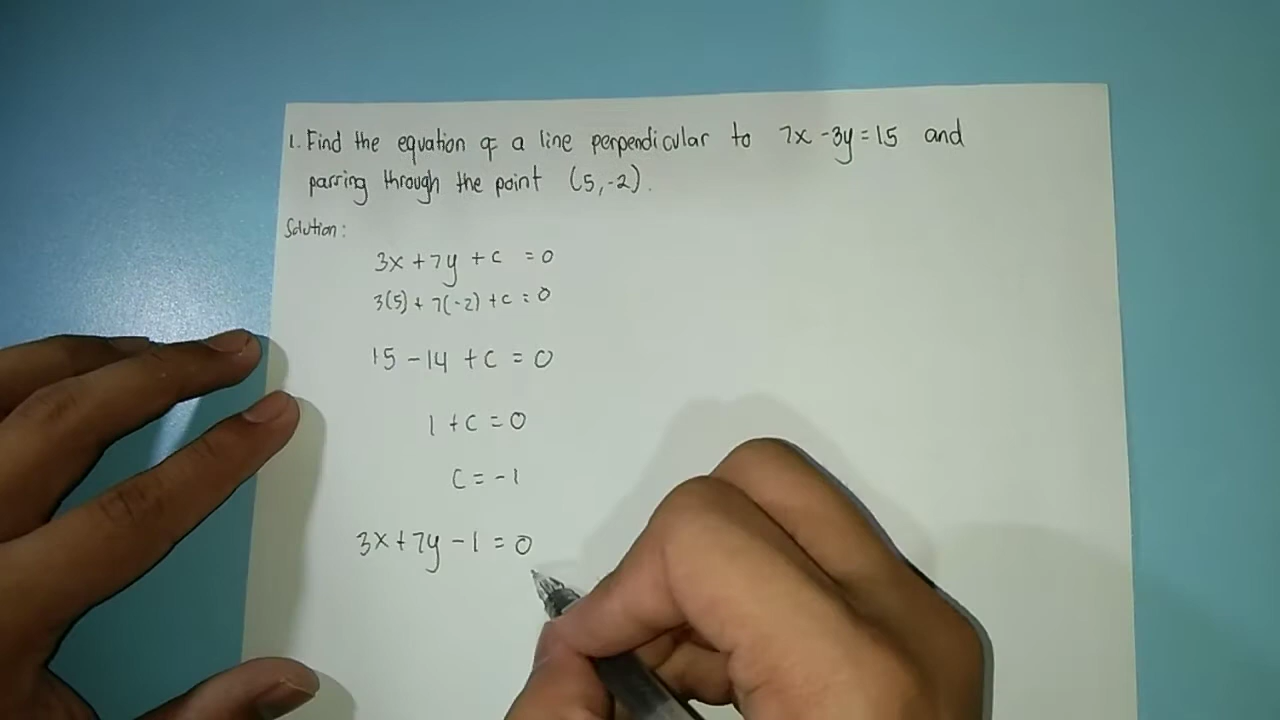 1. Find the equation of a line perpendicular to 7x - 3y = 15 and
passing through the point (5, -2).
Solution:
3x + 7y + c = 0
3(5) + 7(-2) + c = 0
15 - 14 + c = 0
1 + c = 0
c = -1
3x + 7y - 1 = 0